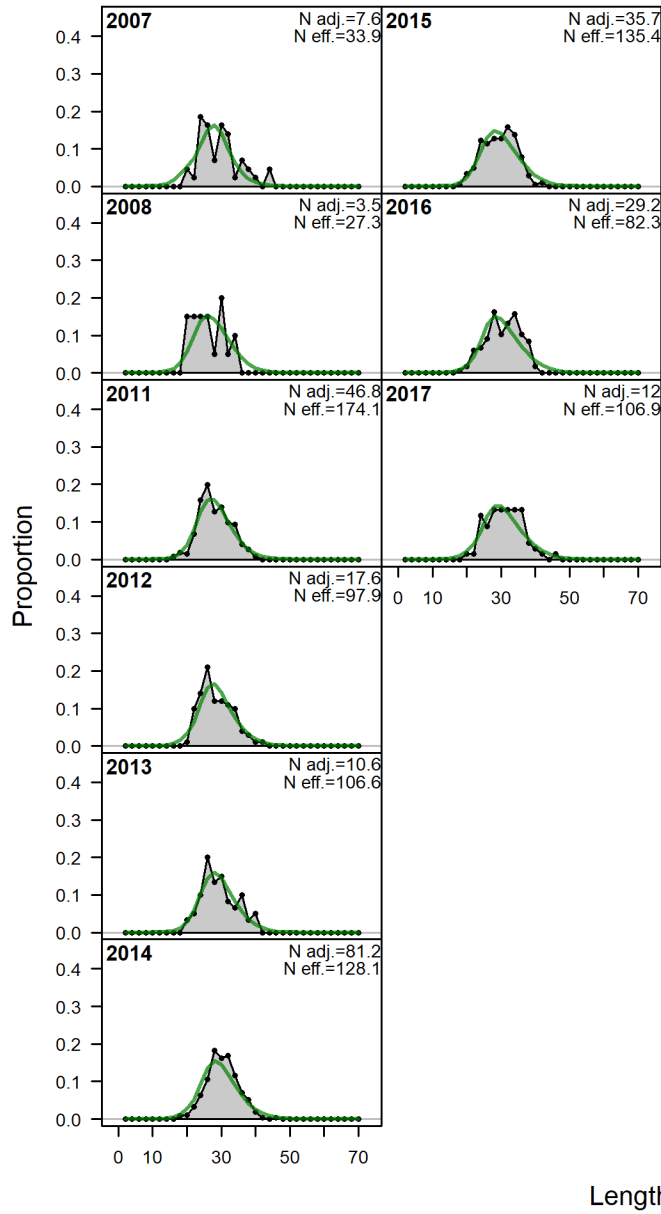 2007
N adj.=7.6
N eff.=33.9
0.4
0.3
0.2
0.1
0.0
2015
N adj.=35.7
N eff.=135.4
2008
N adj.=3.5
N eff.=27.3
0.4
0.3
0.2
0.1
0.0
2016
N adj.=29.2
N eff.=82.3
2011
N adj.=46.8
N eff.=174.1
0.4
0.3
0.2
0.1
0.0
2017
N adj.=12
N eff.=106.9
0 10 30 50 70
Proportion
2012
N adj.=17.6
N eff.=97.9
0.4
0.3
0.2
0.1
0.0
2013
N adj.=10.6
N eff.=106.6
0.4
0.3
0.2
0.1
0.0
2014
N adj.=81.2
N eff.=128.1
0.4
0.3
0.2
0.1
0.0
0 10 30 50 70
Length